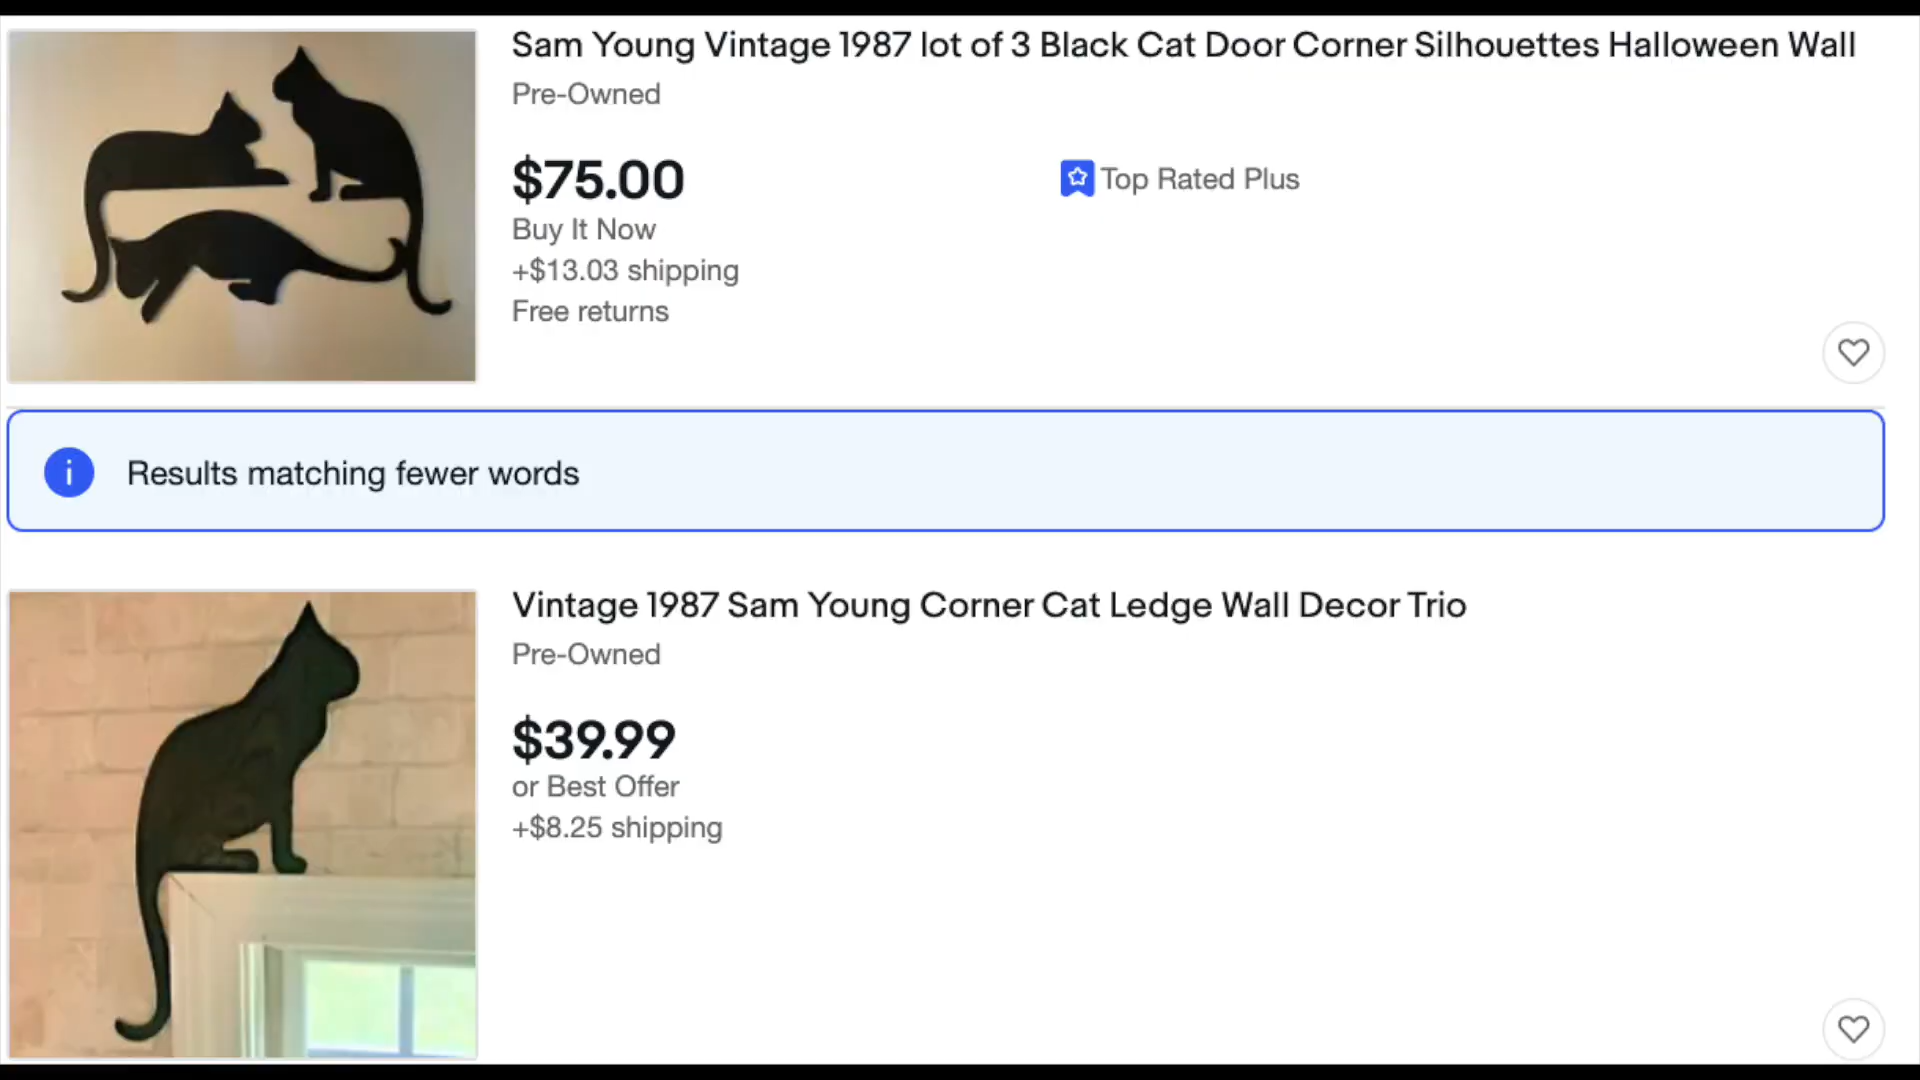 Sam Young Vintage 1987 lot of 3 Black Cat Door Corner Silhouettes Halloween Wall
Pre-Owned
$75.00
Top Rated Plus
Buy It Now
+$13.03 shipping
Free returns
Results matching fewer words
Vintage 1987 Sam Young Corner Cat Ledge Wall Decor Trio
Pre-Owned
$39.99
or Best Offer
+$8.25 shipping